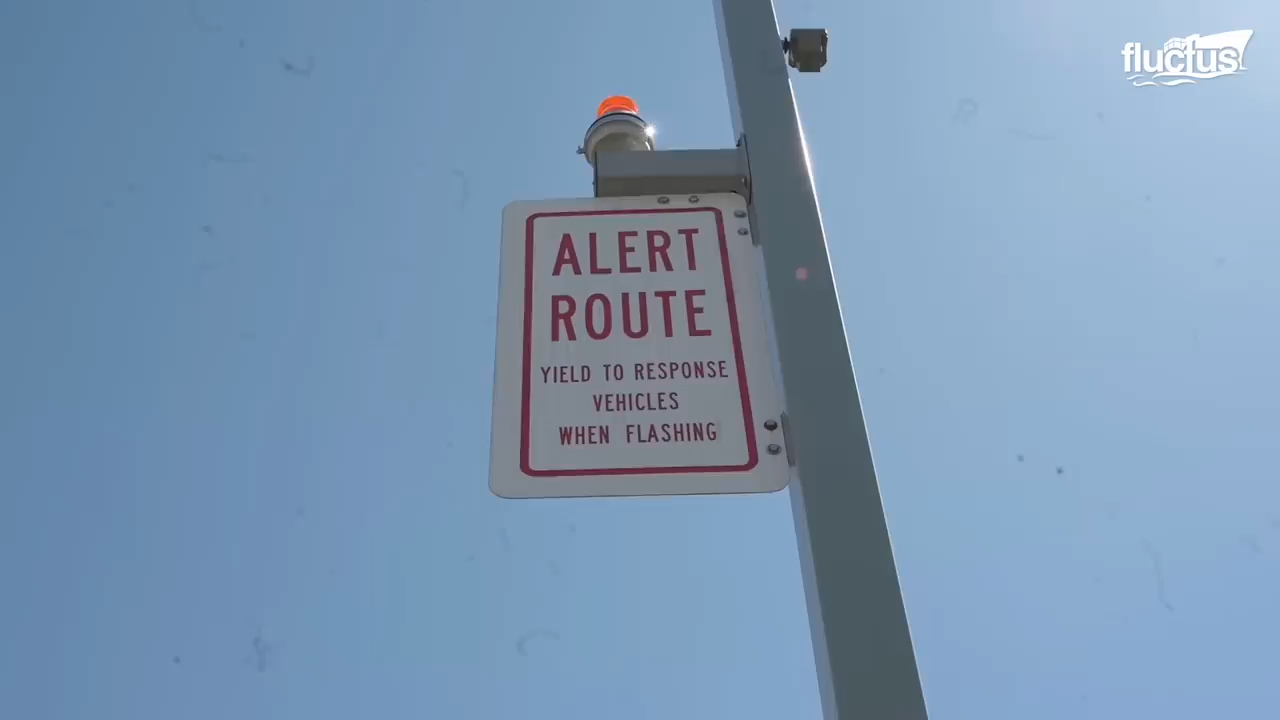 fluctus
ALERT
ROUTE
YIELD TO RESPONSE
VEHICLES
WHEN FLASHING